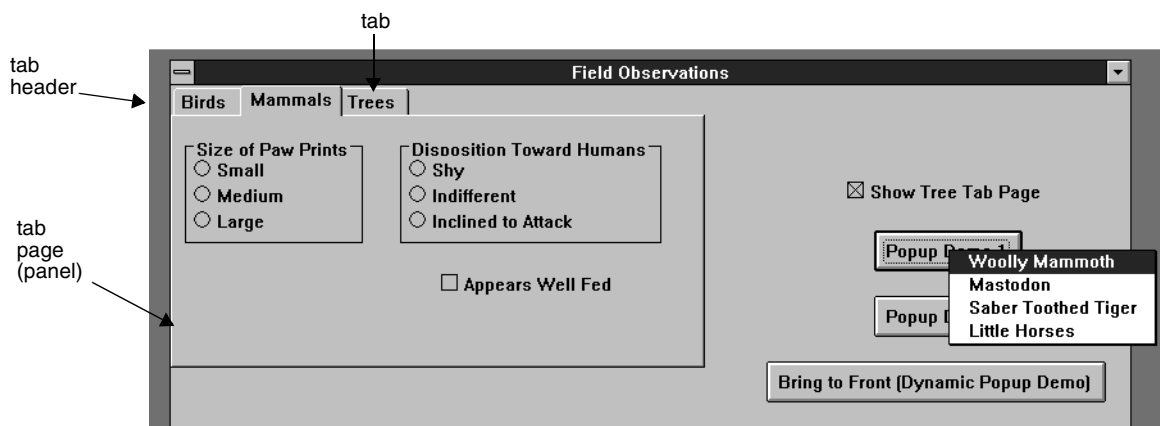 tab
tab
header
Field Observations
Birds
Mammals
Trees
Size of Paw Prints
Small
Medium
Large
Disposition Toward Humans
Shy
Indifferent
Inclined to Attack
Appears Well Fed
tab
page
(panel)
Show Tree Tab Page
Popup
Woolly Mammoth
Mastodon
Saber Toothed Tiger
Little Horses
Popup
Bring to Front (Dynamic Popup Demo)